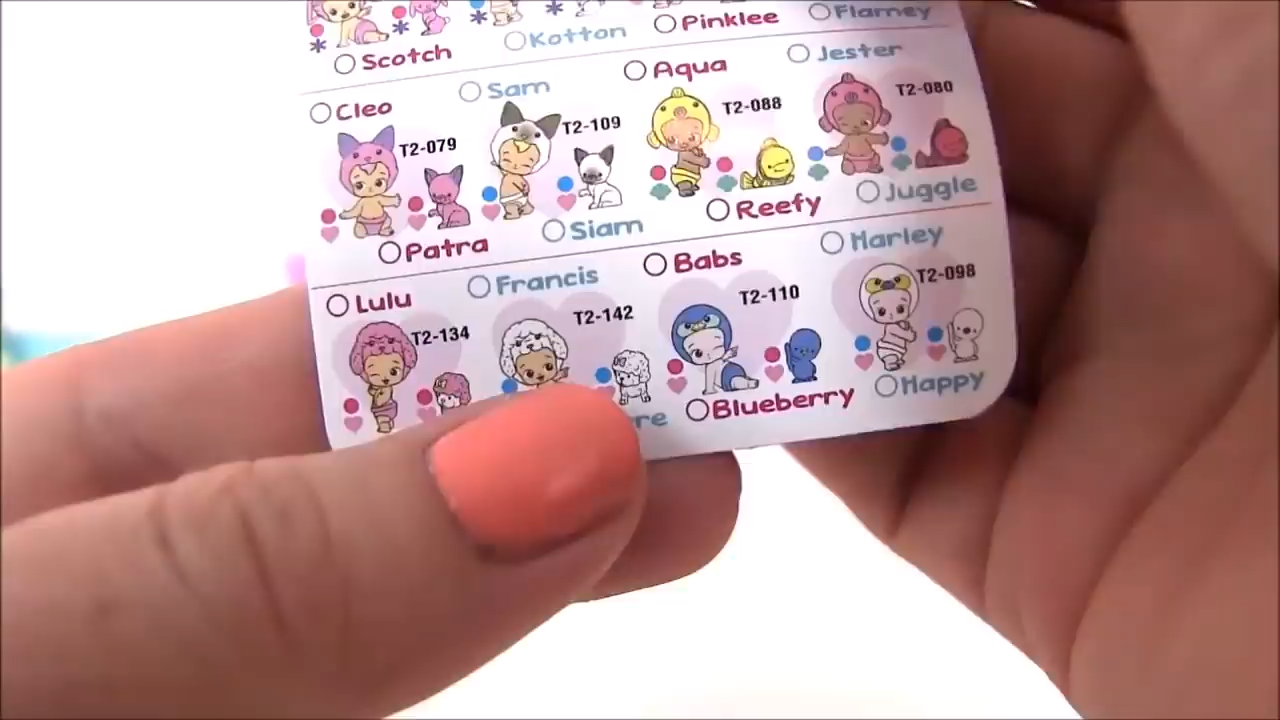 Scotch Kotton Pinklee Flamey
Cleo Sam Aqua Jester
T2-079 T2-109 T2-088 T2-080
Patra Siam Reefy Juggle
Lulu Francis Babs Harley
T2-134 T2-142 T2-110 T2-098
Blueberry Happy